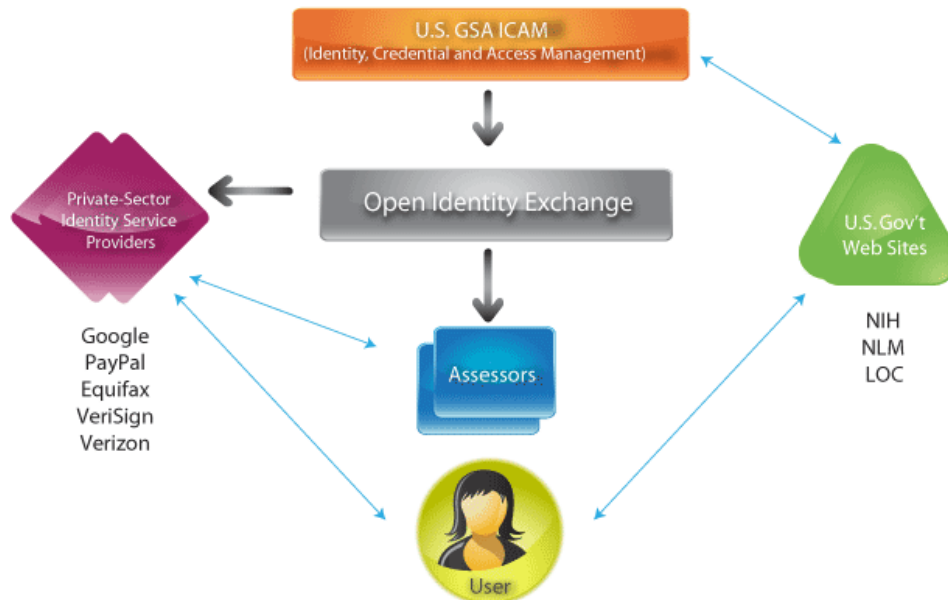 U.S. GSA ICAM
(Identity, Credential and Access Management)
Open Identity Exchange
Private-Sector
Identity Service
Providers
U.S. Gov't
Web Sites
Google
PayPal
Equifax
VeriSign
Verizon
NIH
NLM
LOC
Assessors
User